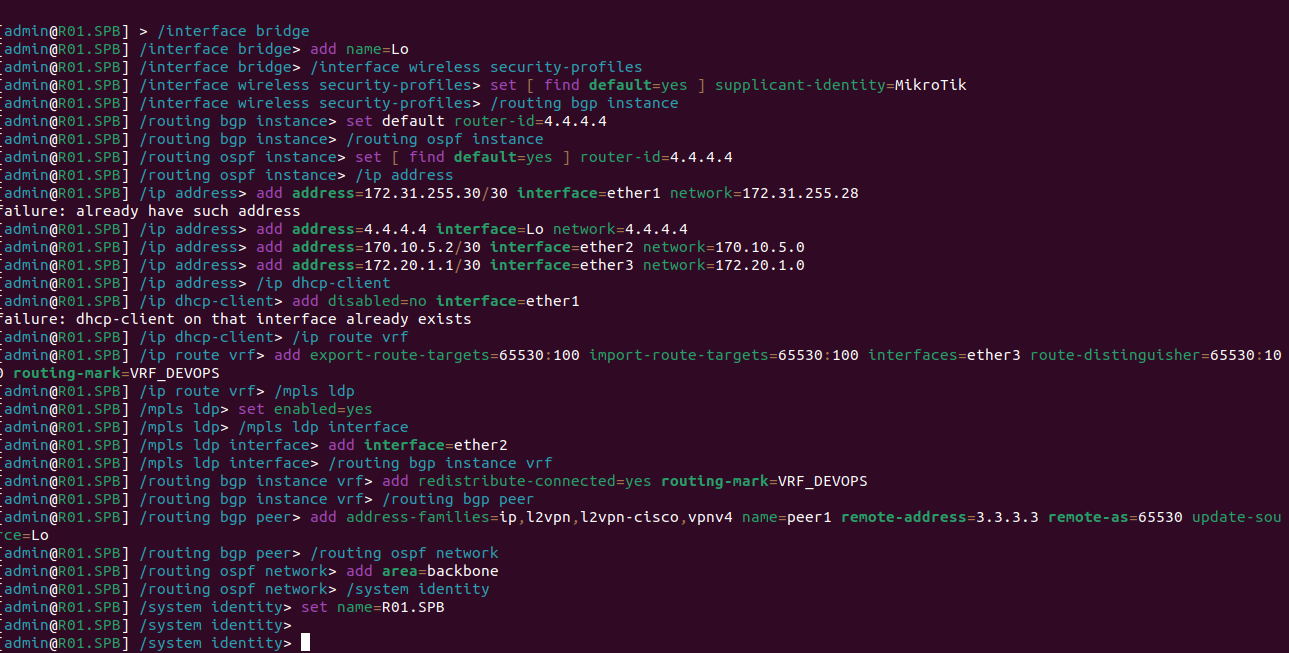 [admin@R01.SPB] > /interface bridge
[admin@R01.SPB] /interface bridge> add name=Lo
[admin@R01.SPB] /interface bridge> /interface wireless security-profiles
[admin@R01.SPB] /interface wireless security-profiles> set [ find default=yes ] supplicant-identity=MikroTik
[admin@R01.SPB] /interface wireless security-profiles> /routing bgp instance
[admin@R01.SPB] /routing bgp instance> set default router-id=4.4.4.4
[admin@R01.SPB] /routing bgp instance> /routing ospf instance
[admin@R01.SPB] /routing ospf instance> set [ find default=yes ] router-id=4.4.4.4
[admin@R01.SPB] /routing ospf instance> /ip address
[admin@R01.SPB] /ip address> add address=172.31.255.30/30 interface=ether1 network=172.31.255.28
failure: already have such address
[admin@R01.SPB] /ip address> add address=4.4.4.4 interface=Lo network=4.4.4.4
[admin@R01.SPB] /ip address> add address=170.10.5.2/30 interface=ether2 network=170.10.5.0
[admin@R01.SPB] /ip address> add address=172.20.1.1/30 interface=ether3 network=172.20.1.0
[admin@R01.SPB] /ip address> /ip dhcp-client
[admin@R01.SPB] /ip dhcp-client> add disabled=no interface=ether1
failure: dhcp-client on that interface already exists
[admin@R01.SPB] /ip dhcp-client> /ip route vrf
[admin@R01.SPB] /ip route vrf> add export-route-targets=65530:100 import-route-targets=65530:100 interfaces=ether3 route-distinguisher=65530:10
0 routing-mark=VRF_DEVOPS
[admin@R01.SPB] /ip route vrf> /mpls ldp
[admin@R01.SPB] /mpls ldp> set enabled=yes
[admin@R01.SPB] /mpls ldp> /mpls ldp interface
[admin@R01.SPB] /mpls ldp interface> add interface=ether2
[admin@R01.SPB] /mpls ldp interface> /routing bgp instance vrf
[admin@R01.SPB] /routing bgp instance vrf> add redistribute-connected=yes routing-mark=VRF_DEVOPS
[admin@R01.SPB] /routing bgp instance vrf> /routing bgp peer
[admin@R01.SPB] /routing bgp peer> add address-families=ip,l2vpn,l2vpn-cisco,vpnv4 name=peer1 remote-address=3.3.3.3 remote-as=65530 update-sou
rce=Lo
[admin@R01.SPB] /routing bgp peer> /routing ospf network
[admin@R01.SPB] /routing ospf network> add area=backbone
[admin@R01.SPB] /routing ospf network> /system identity
[admin@R01.SPB] /system identity> set name=R01.SPB
[admin@R01.SPB] /system identity>
[admin@R01.SPB] /system identity>